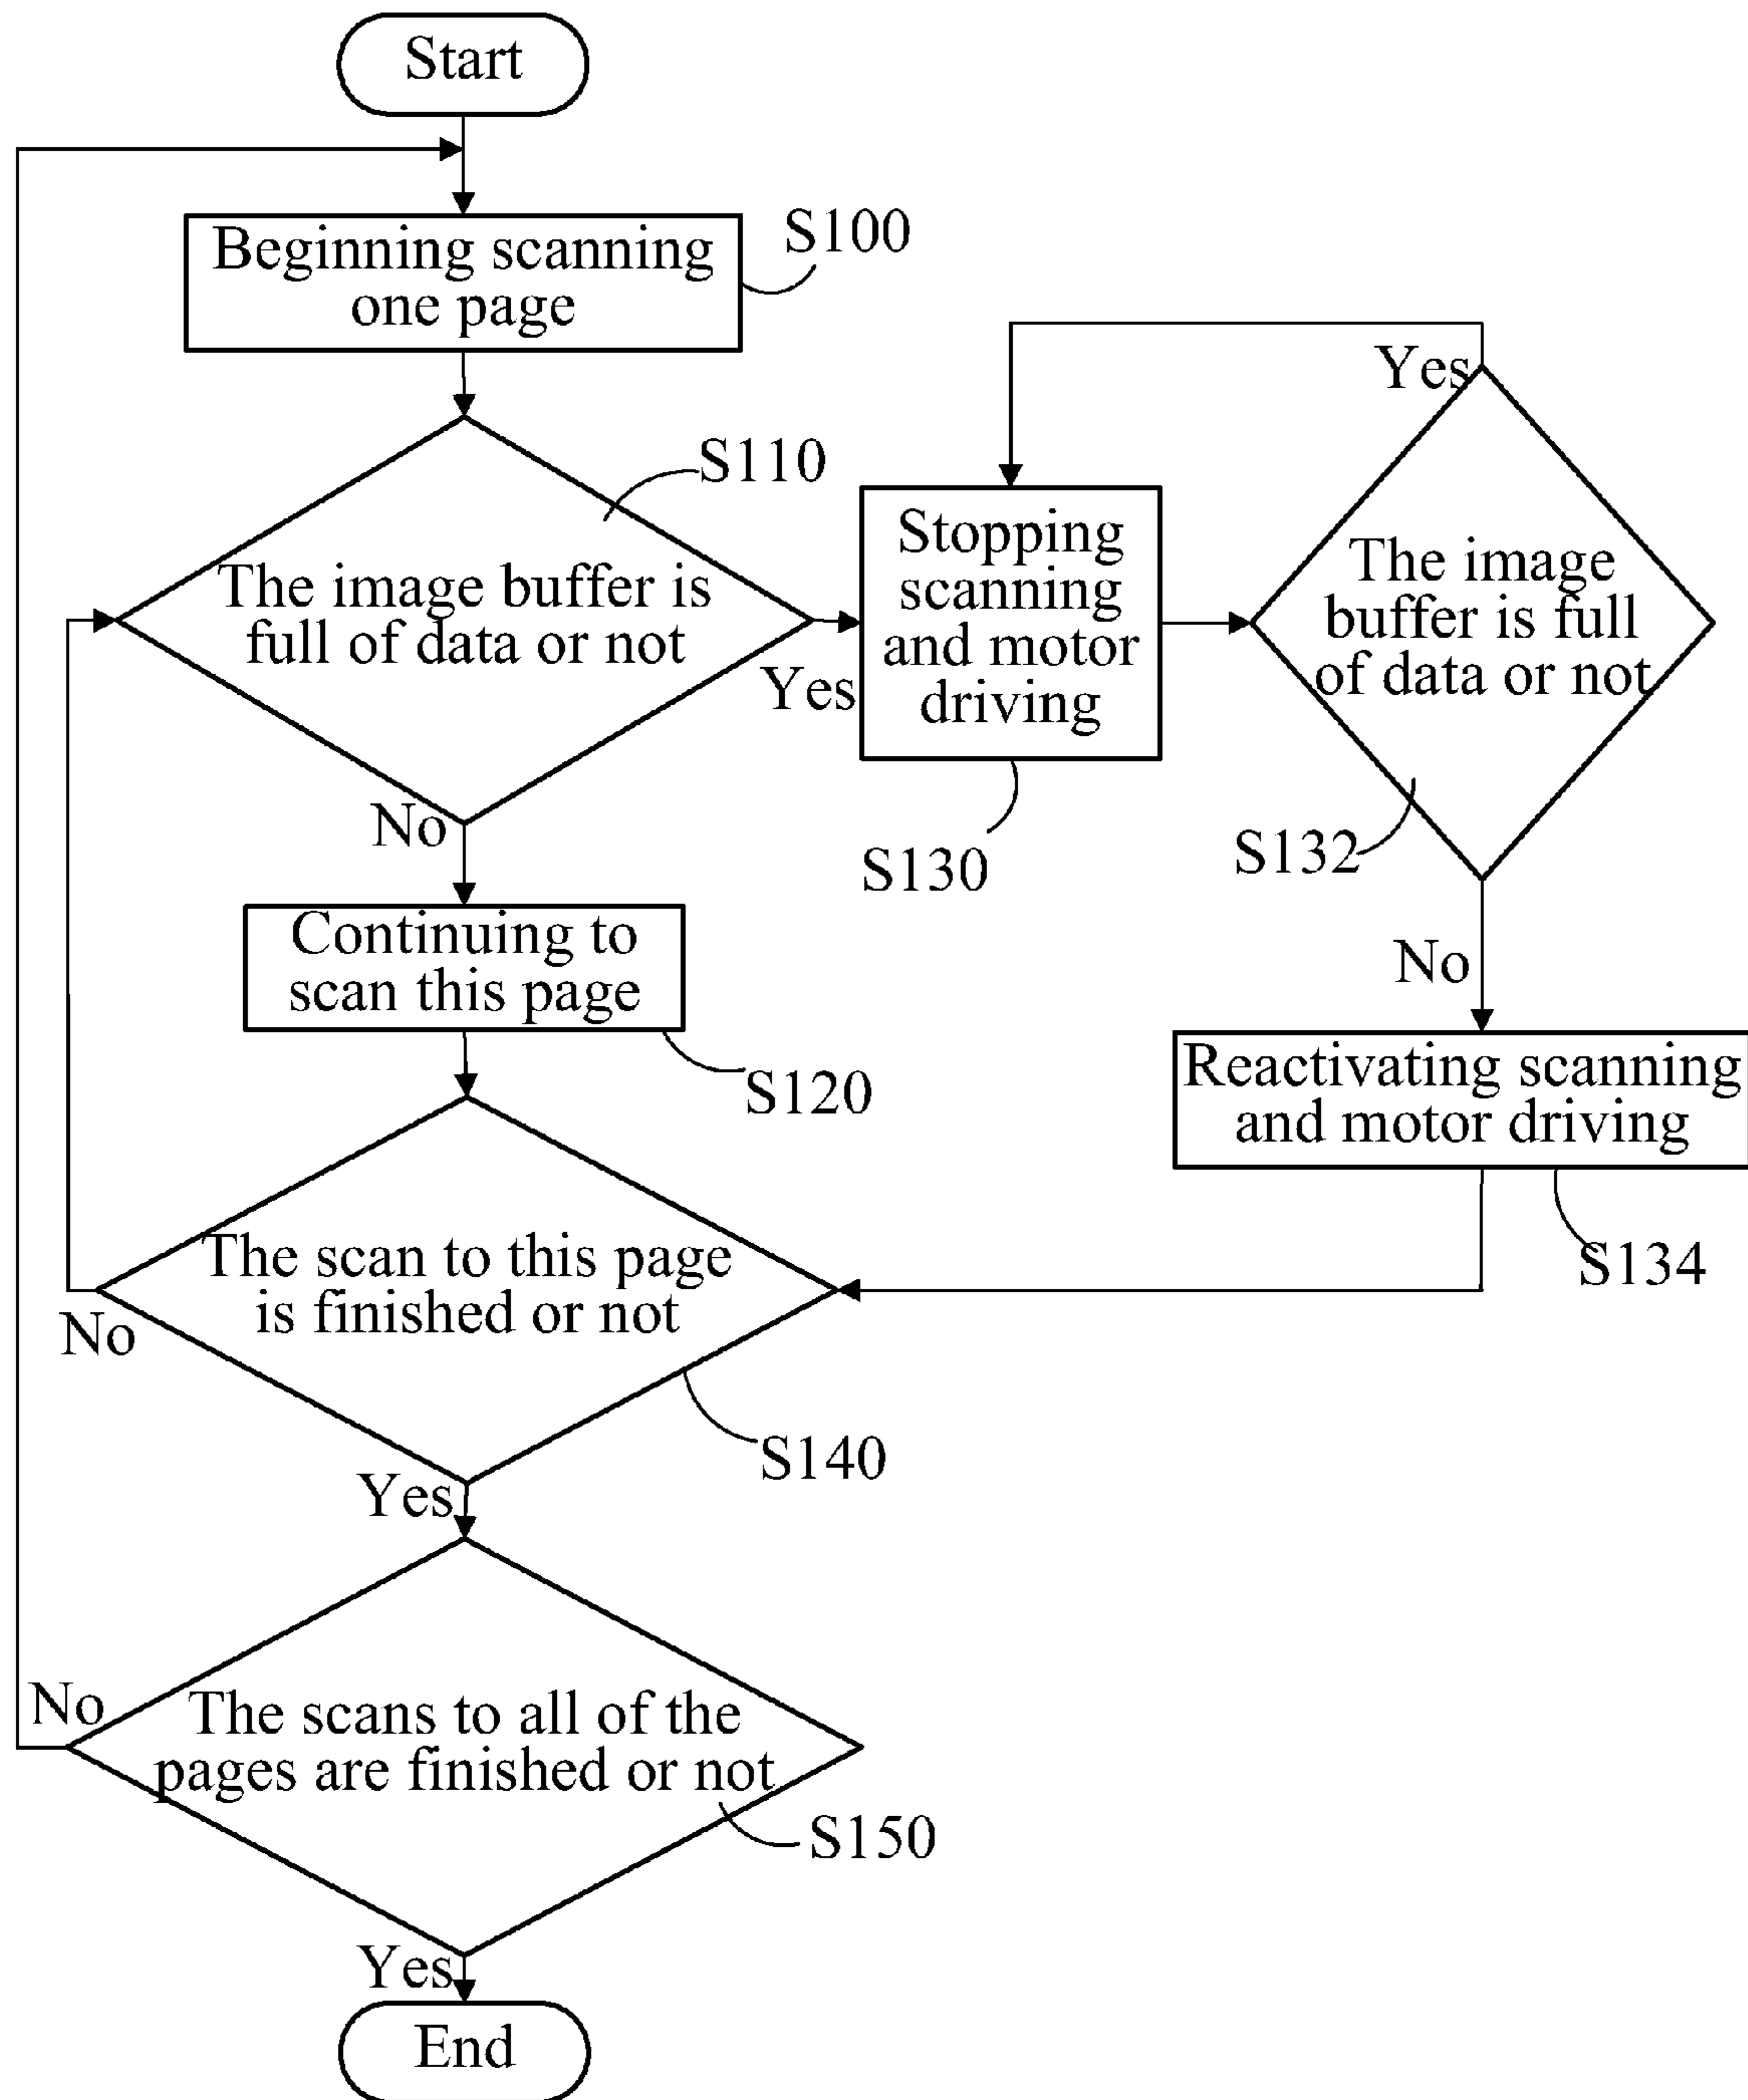 Start
Beginning scanning
one page
S100
S110
The image buffer is
full of data or not
Yes
No
Stopping
scanning
and motor
driving
S130
Yes
The image
buffer is full
of data or not
S132
No
Continuing to
scan this page
S120
Reactivating scanning
and motor driving
S134
The scan to this page
is finished or not
No
S140
Yes
No
The scans to all of the
pages are finished or not
S150
Yes
End